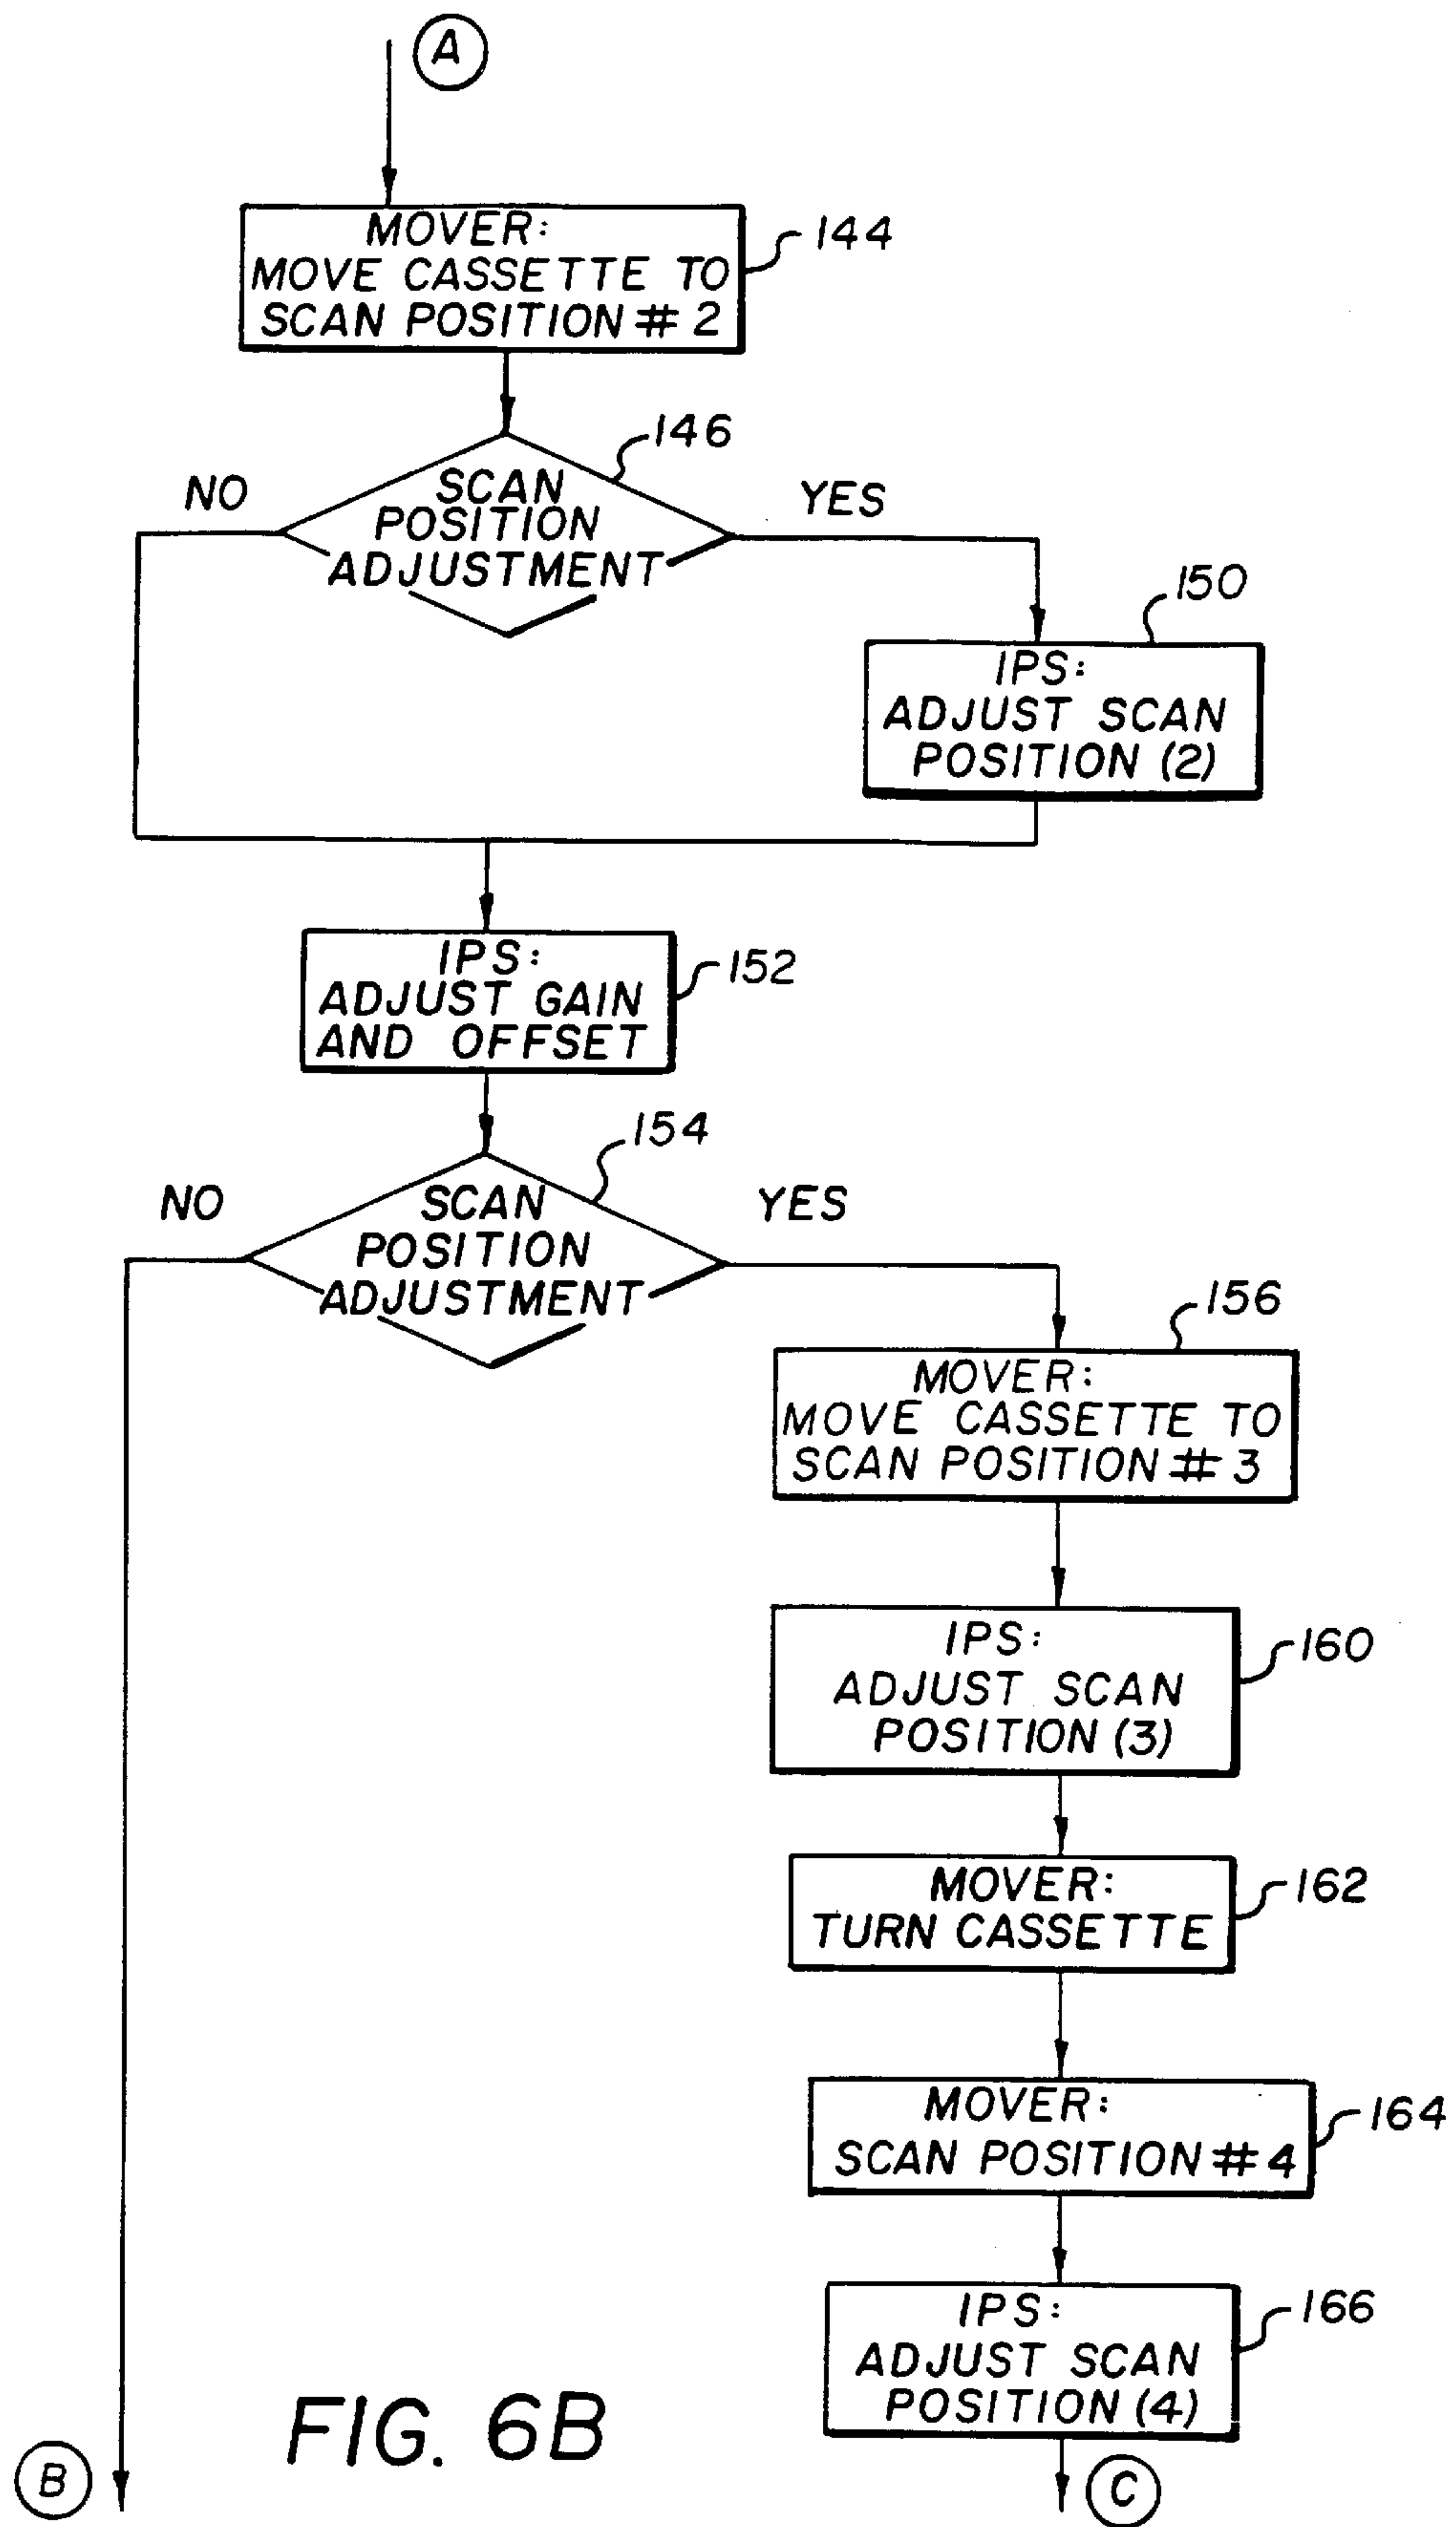 A
MOVER:
MOVE CASSETTE TO
SCAN POSITION # 2
144
146
NO
SCAN
POSITION
ADJUSTMENT
YES
150
IPS:
ADJUST SCAN
POSITION (2)
IPS:
ADJUST GAIN
AND OFFSET
152
154
NO
SCAN
POSITION
ADJUSTMENT
YES
156
MOVER:
MOVE CASSETTE TO
SCAN POSITION # 3
IPS:
ADJUST SCAN
POSITION (3)
160
MOVER:
TURN CASSETTE
162
MOVER:
SCAN POSITION # 4
164
IPS:
ADJUST SCAN
POSITION (4)
166
FIG. 6B
B
C